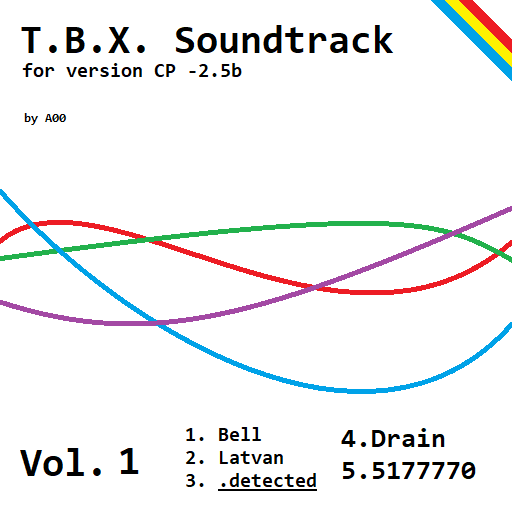 T.B.X. Soundtrack
for version CP -2.5b
by A00
Vol. 1
1. Bell
2. Latvan
3. .detected
4.Drain
5.5177770